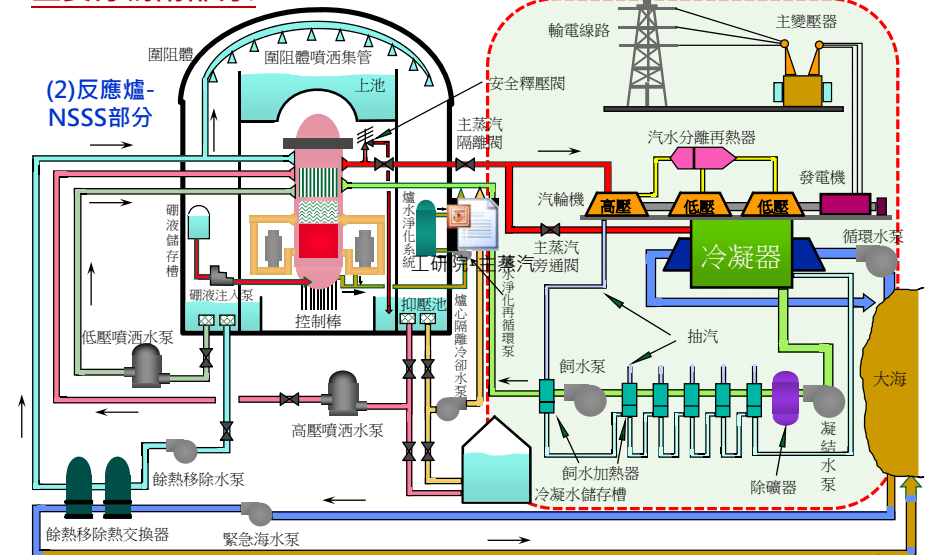 圍阻體
圍阻體噴洒集管
上池
(2)反應爐-
NSSS部分
安全釋壓閥
主蒸汽
隔離閥
輸電線路
主變壓器
汽水分離再熱器
發電機
汽輪機
高壓
低壓
低壓
冷凝器
循環水泵
主蒸汽
旁通閥
硼液儲存槽
硼液注入泵
爐水淨化系統
工研院-主蒸汽
水淨化再循環泵
控制棒
抑壓池
爐心隔離冷卻水泵
低壓噴洒水泵
抽汽
飼水泵
大海
高壓噴洒水泵
飼水加熱器
除礦器
凝結水泵
冷凝水儲存槽
餘熱移除水泵
餘熱移除熱交換器
緊急海水泵